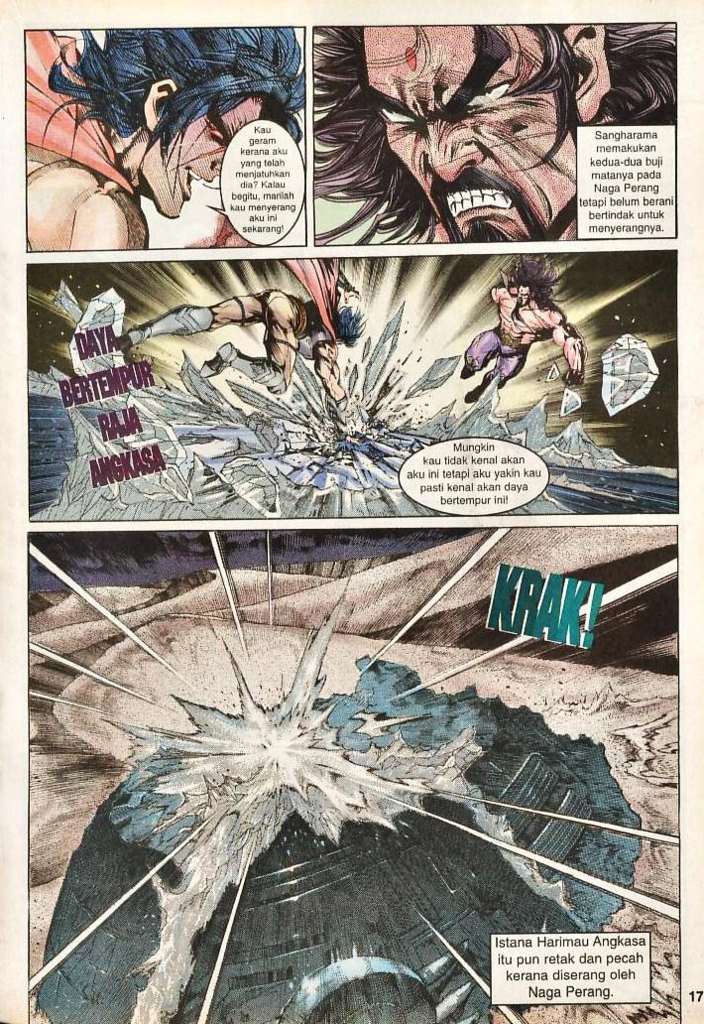 Kau
geram
kerana aku
yang telah
menjatuhkan
dia? Kalau
begitu, marilah
kau menyerang
aku ini
sekarang!
Sangharama
memakukan
kedua-dua buji
matanya pada
Naga Perang
tetapi belum berani
bertindak untuk
menyerangnya.
DAYA
BERTEMPUR
RAJA
ANGKASA
Mungkin
kau tidak kenal akan
aku ini tetapi aku yakin kau
pasti kenal akan daya
bertempur ini!
KRAK!
Istana Harimau Angkasa
itu pun retak dan pecah
kerana diserang oleh
Naga Perang.
17